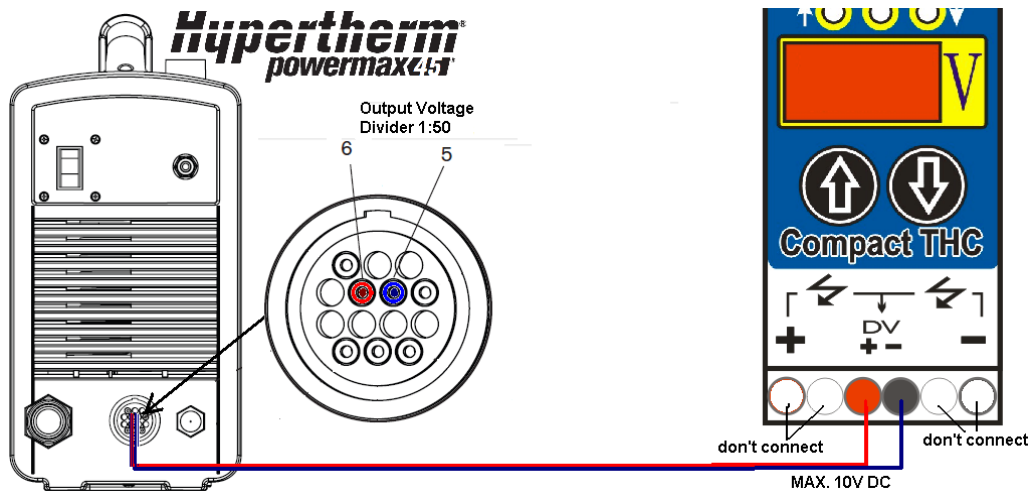 Hypertherm®
powermax45®
Output Voltage
Divider 1:50
6
5
V
Compact THC
+
DV
+ -
-
don't connect
don't connect
MAX. 10V DC